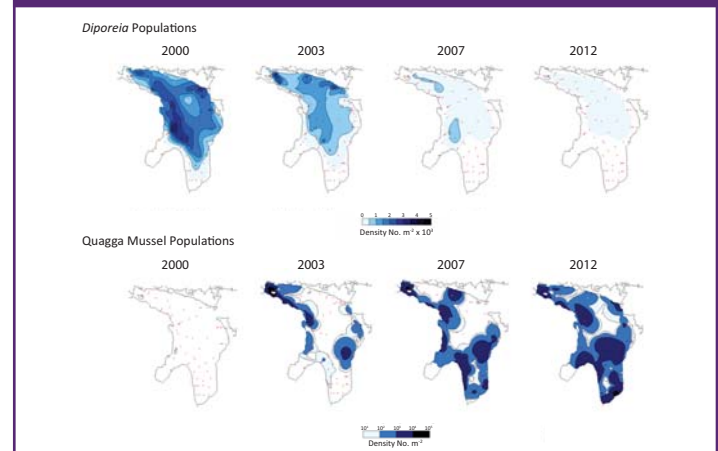 Diporeia Populations
2000 2003 2007 2012
0 1 2 3 4 5
Density No. m⁻² x 10³
Quagga Mussel Populations
2000 2003 2007 2012
Density No. m⁻²